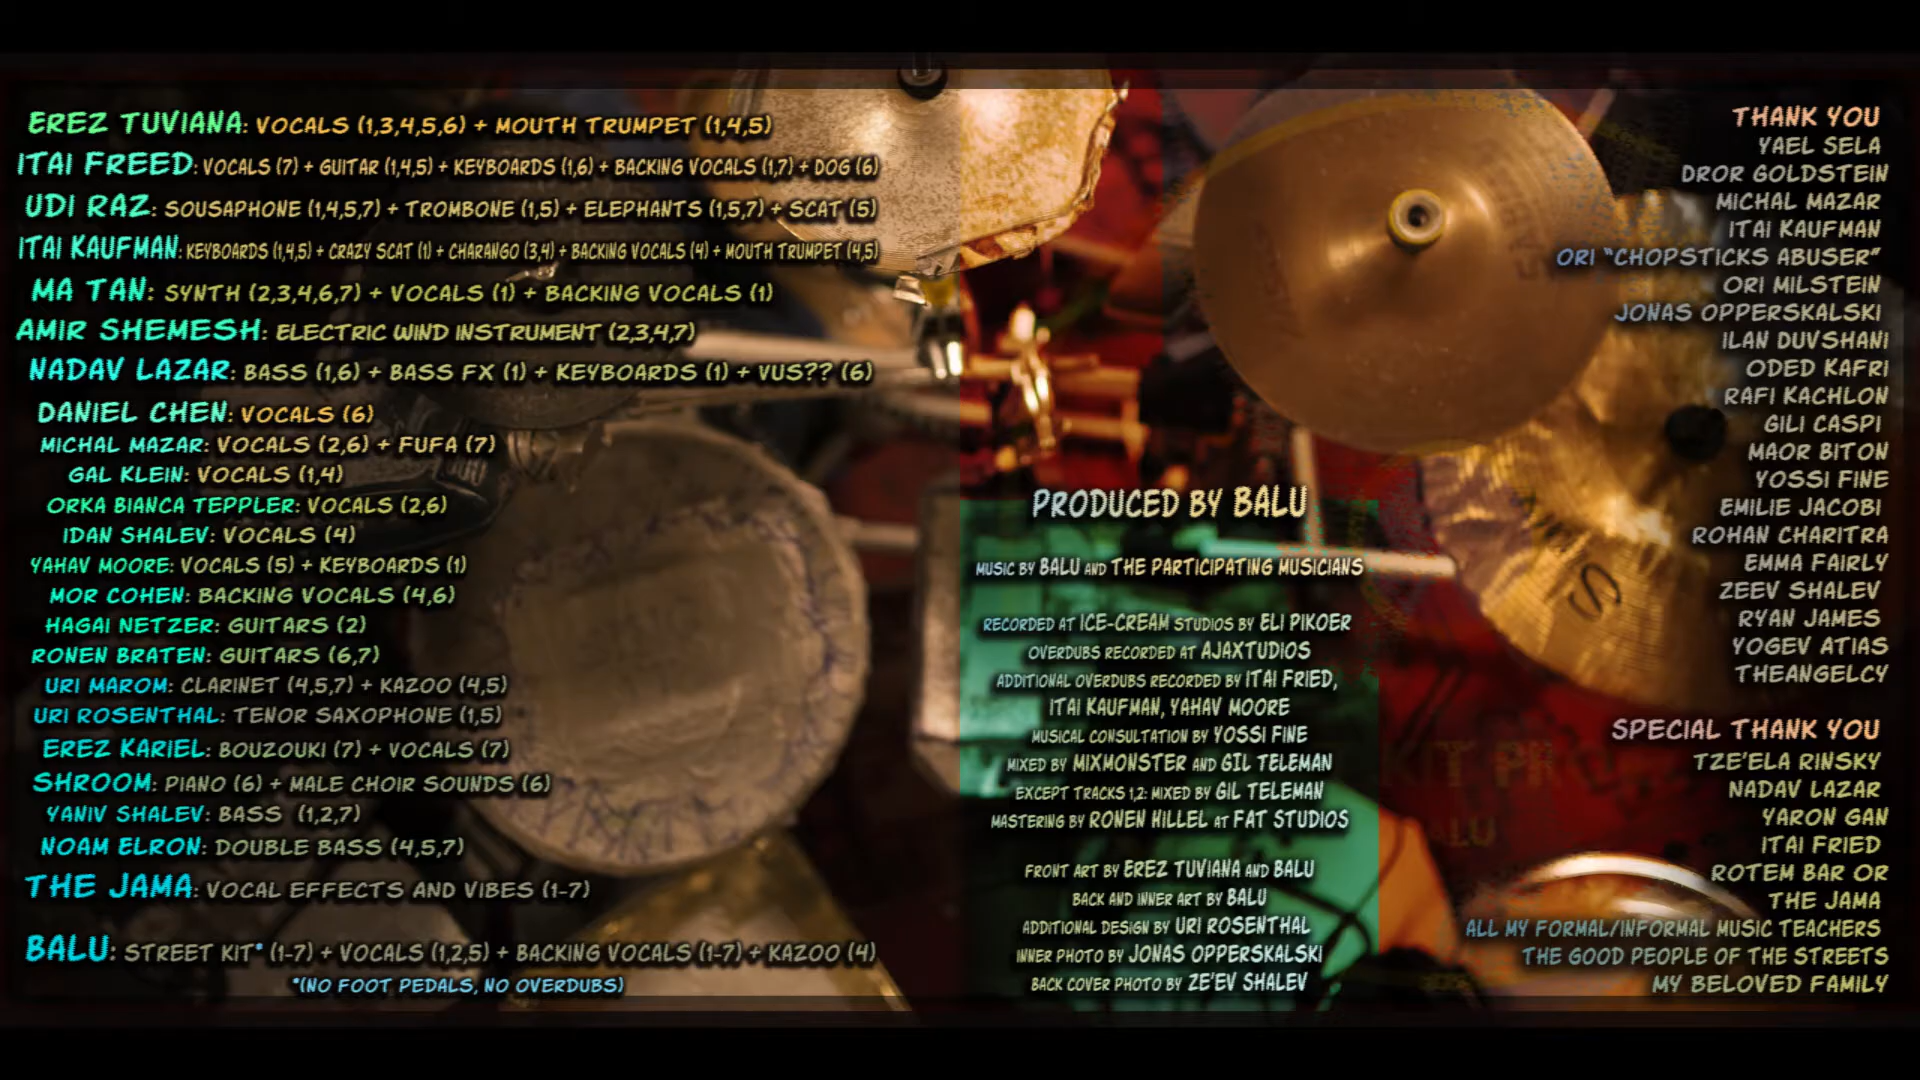 EREZ TUVIANA: VOCALS (1,3,4,5,6) + MOUTH TRUMPET (1,4,5)
ITAI FREED: VOCALS (7) + GUITAR (1,4,5) + KEYBOARDS (1,6) + BACKING VOCALS (1,7) + DOG (6)
UDI RAZ: SOUSAPHONE (1,4,5,7) + TROMBONE (1,5) + ELEPHANTS (1,5,7) + SCAT (5)
ITAI KAUFMAN: KEYBOARDS (1,4,5) + CRAZY SCAT (1) + CHARANGO (3,4) + BACKING VOCALS (4) + MOUTH TRUMPET (4,5)
MA TAN: SYNTH (2,3,4,6,7) + VOCALS (1) + BACKING VOCALS (1)
AMIR SHEMESH: ELECTRIC WIND INSTRUMENT (2,3,4,7)
NADAV LAZAR: BASS (1,6) + BASS FX (1) + KEYBOARDS (1) + VUS?? (6)
DANIEL CHEN: VOCALS (6)
MICHAL MAZAR: VOCALS (2,6) + FUFA (7)
GAL KLEIN: VOCALS (1,4)
ORKA BIANCA TEPPLER: VOCALS (2,6)
IDAN SHALEV: VOCALS (4)
YAHAV MOORE: VOCALS (5) + KEYBOARDS (1)
MOR COHEN: BACKING VOCALS (4,6)
HAGAI NETZER: GUITARS (2)
RONEN BRATEN: GUITARS (6,7)
URI MAROM: CLARINET (4,5,7) + KAZOO (4,5)
URI ROSENTHAL: TENOR SAXOPHONE (1,5)
EREZ KARIEL: BOUZOUKI (7) + VOCALS (7)
SHROOM: PIANO (6) + MALE CHOIR SOUNDS (6)
YANIV SHALEV: BASS (1,2,7)
NOAM ELRON: DOUBLE BASS (4,5,7)
THE JAMA: VOCAL EFFECTS AND VIBES (1-7)
BALU: STREET KIT* (1-7) + VOCALS (1,2,5) + BACKING VOCALS (1-7) + KAZOO (4)
*(NO FOOT PEDALS, NO OVERDUBS)
PRODUCED BY BALU
MUSIC BY BALU AND THE PARTICIPATING MUSICIANS
RECORDED AT ICE-CREAM STUDIOS BY ELI PIKOER
OVERDUBS RECORDED AT AJAXTUDIOS
ADDITIONAL OVERDUBS RECORDED BY ITAI FRIED,
ITAI KAUFMAN, YAHAV MOORE
MUSICAL CONSULTATION BY YOSSI FINE
MIXED BY MIXMONSTER AND GIL TELEMAN
EXCEPT TRACKS 1,2: MIXED BY GIL TELEMAN
MASTERING BY RONEN HILLEL AT FAT STUDIOS
FRONT ART BY EREZ TUVIANA AND BALU
BACK AND INNER ART BY BALU
ADDITIONAL DESIGN BY URI ROSENTHAL
INNER PHOTO BY JONAS OPPERSKALSKI
BACK COVER PHOTO BY ZE'EV SHALEV
THANK YOU
YAEL SELA
DROR GOLDSTEIN
MICHAL MAZAR
ITAI KAUFMAN
ORI "CHOPSTICKS ABUSER"
ORI MILSTEIN
JONAS OPPERSKALSKI
ILAN DUVSHANI
ODED KAFRI
RAFI KACHLON
GILI CASPI
MAOR BITON
YOSSI FINE
EMILIE JACOBI
ROHAN CHARITRA
EMMA FAIRLY
ZEEV SHALEV
RYAN JAMES
YOGEV ATIAS
THEANGELCY
SPECIAL THANK YOU
TZE'ELA RINSKY
NADAV LAZAR
YARON GAN
ITAI FRIED
ROTEM BAR OR
THE JAMA
ALL MY FORMAL/INFORMAL MUSIC TEACHERS
THE GOOD PEOPLE OF THE STREETS
MY BELOVED FAMILY